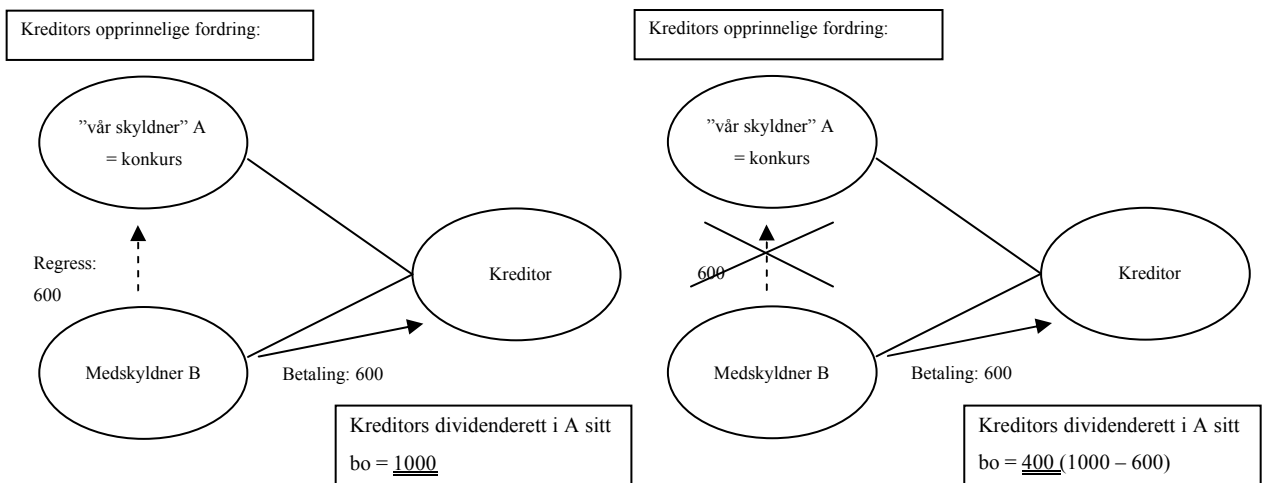 Kreditors opprinnelige fordring:
”vår skyldner” A
= konkurs
Regress:
600
Kreditor
Medskyldner B
Betaling: 600
Kreditors dividenderett i A sitt
bo = 1000
Kreditors opprinnelige fordring:
”vår skyldner” A
= konkurs
600
Kreditor
Medskyldner B
Betaling: 600
Kreditors dividenderett i A sitt
bo = 400 (1000 – 600)